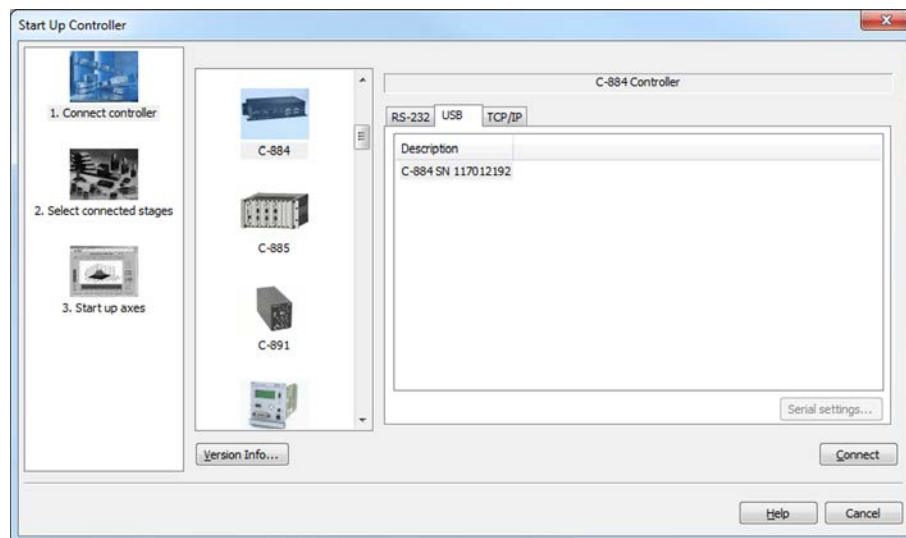 Start Up Controller
1. Connect controller
2. Select connected stages
3. Start up axes
C-884
C-885
C-891
Version Info...
C-884 Controller
RS-232 USB TCP/IP
Description
C-884 SN 117012192
Serial settings...
Connect
Help Cancel